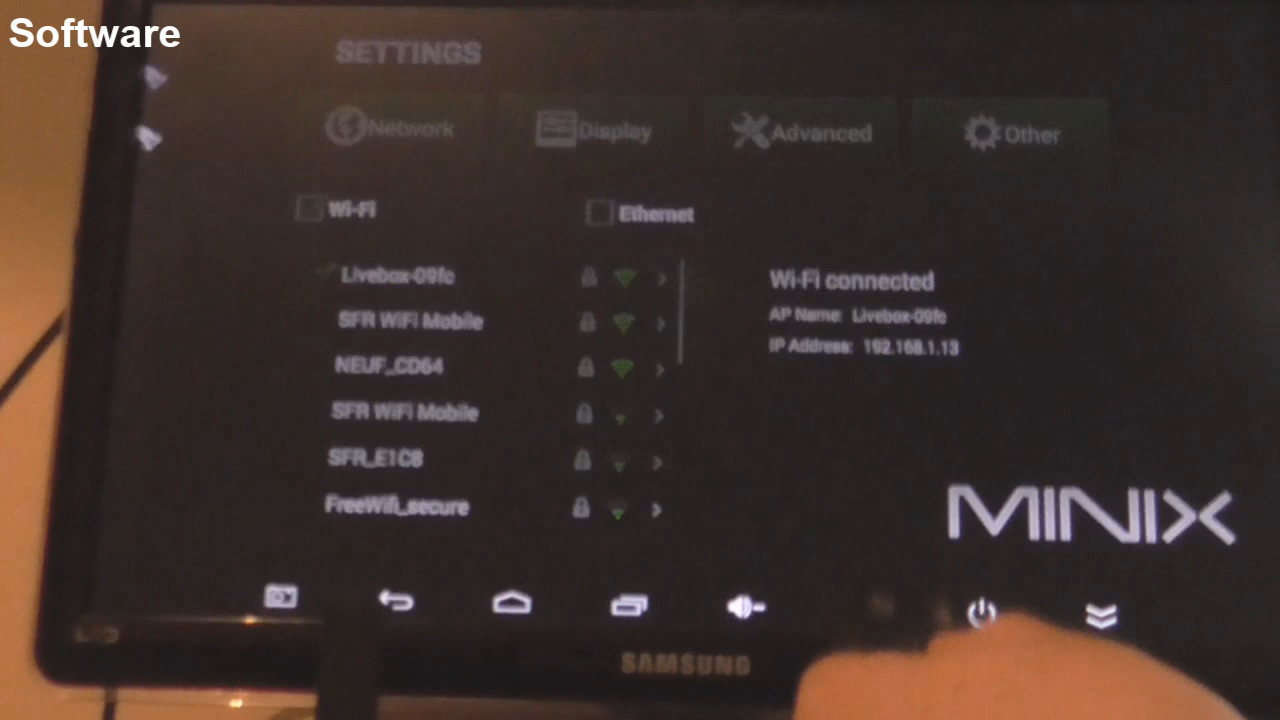 Software
SETTINGS
Network Display Advanced Other
Wi-Fi Ethernet
Livebox-09fc
SFR WiFi Mobile
NEUF_CD64
SFR WiFi Mobile
SFR_E1C8
FreeWifi_secure
Wi-Fi connected
AP Name: Livebox-09fc
IP Address: 192.168.1.13
MINIX
SAMSUNG